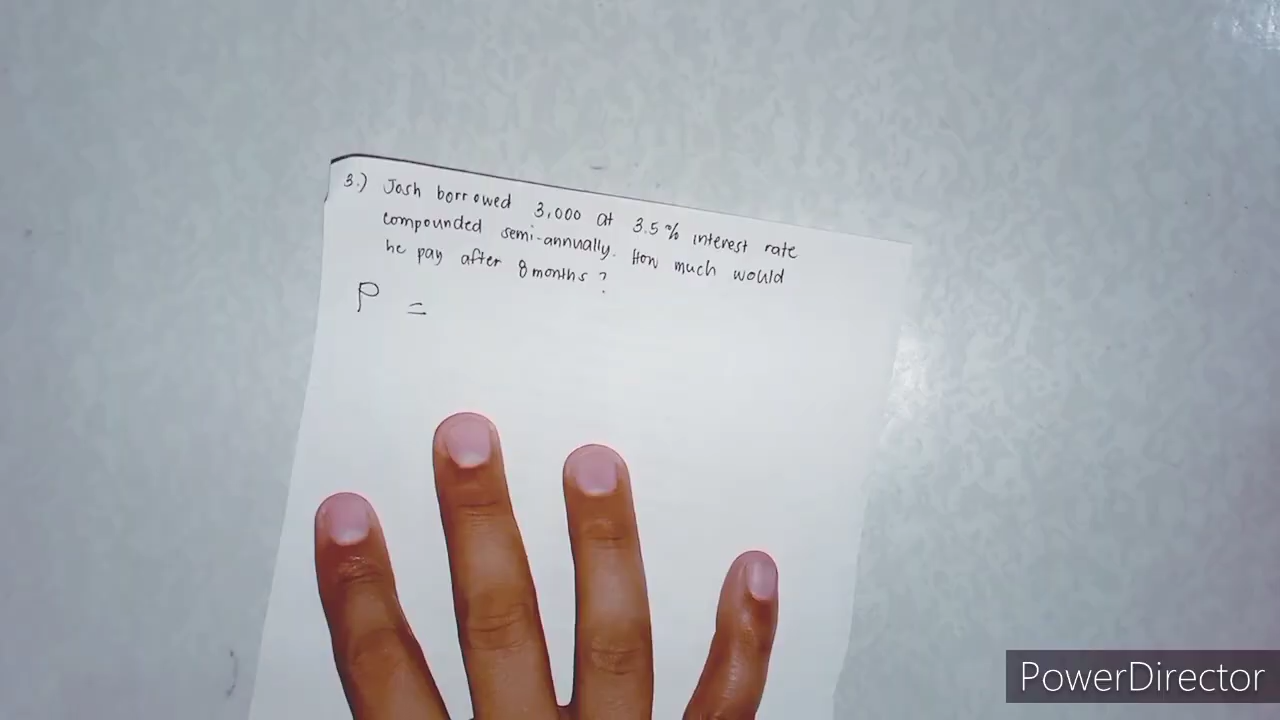 3.) Josh borrowed 3,000 at 3.5% interest rate
compounded semi-annually. How much would
he pay after 8 months ?
P =
PowerDirector